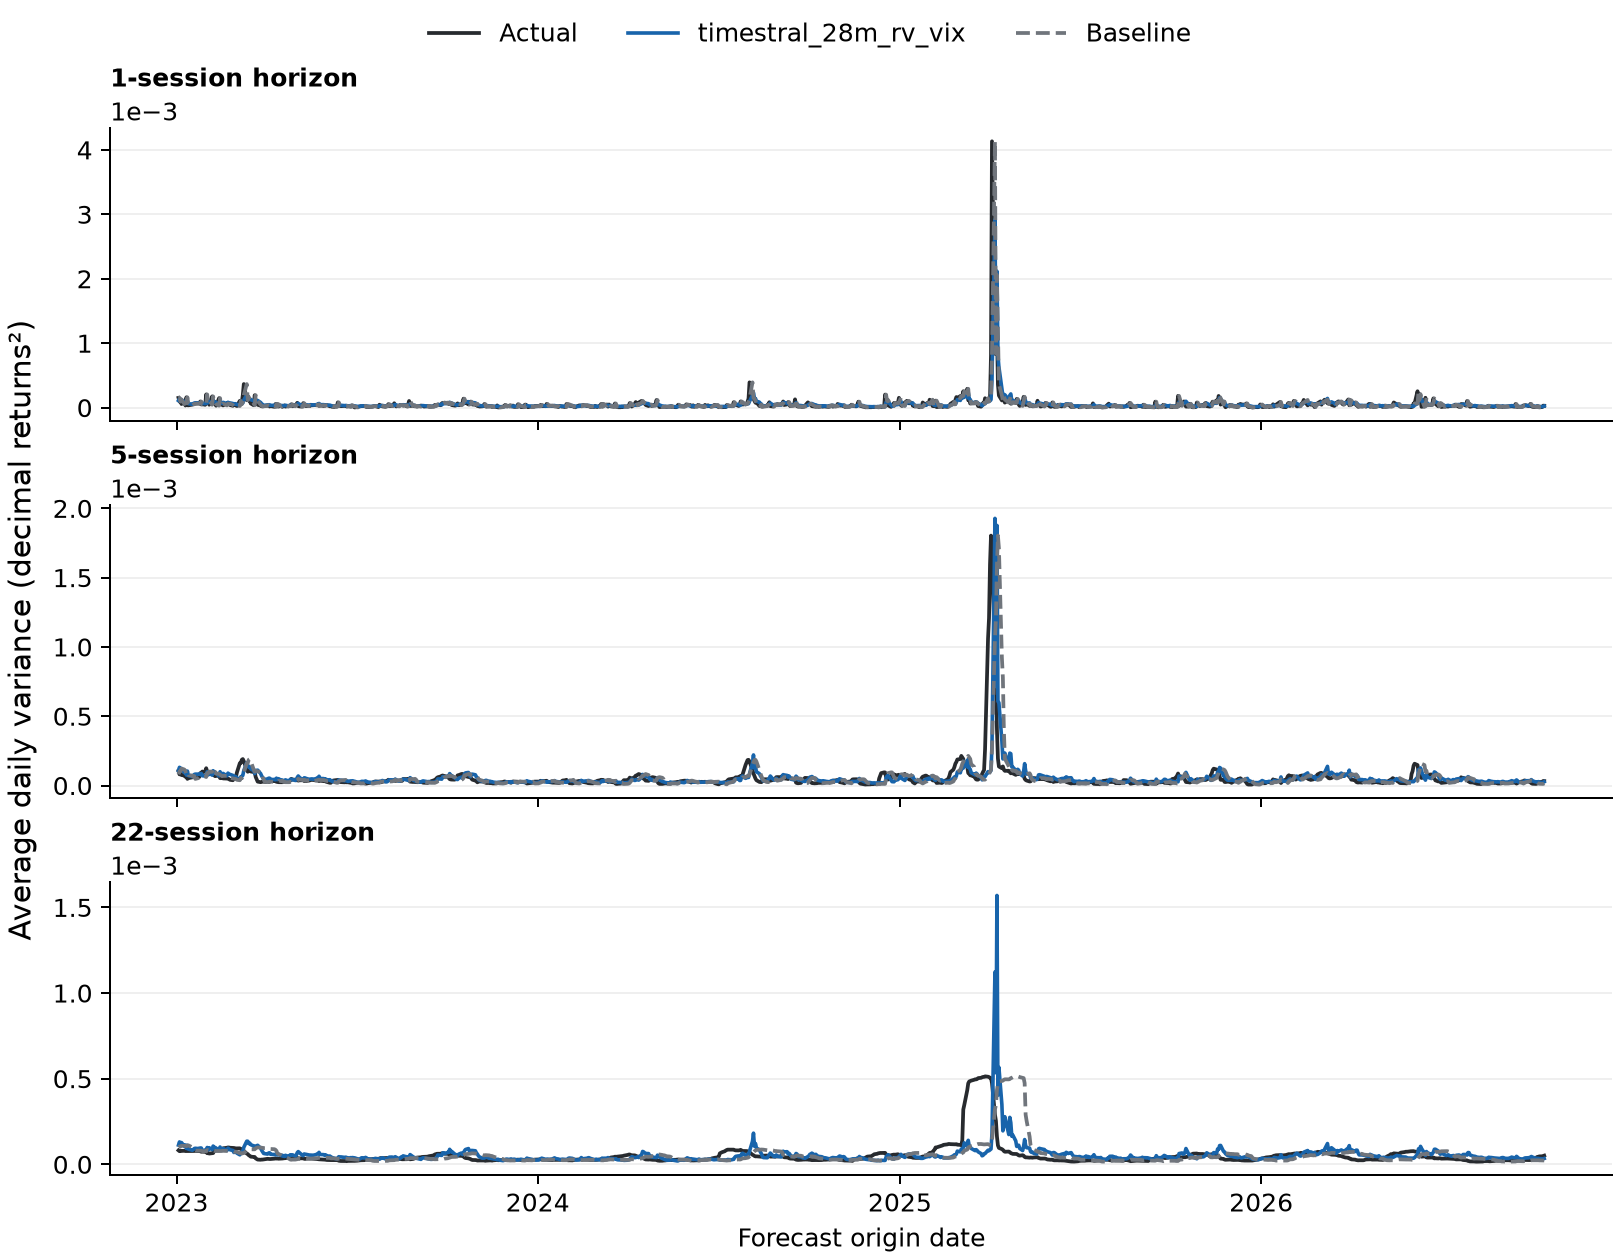 Actual timestral_28m_rv_vix Baseline
1-session horizon
1e−3
4
3
2
1
0
5-session horizon
1e−3
2.0
1.5
1.0
0.5
0.0
22-session horizon
1e−3
1.5
1.0
0.5
0.0
2023 2024 2025 2026
Forecast origin date
Average daily variance (decimal returns²)